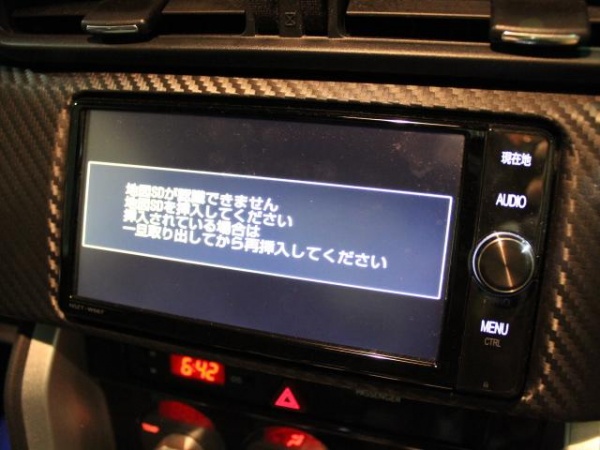 地図SDが認識できません
地図SDを挿入してください
挿入されている場合は
一旦取り出してから再挿入してください
現在地
AUDIO
MENU
CTRL
6:42
PASSENGER